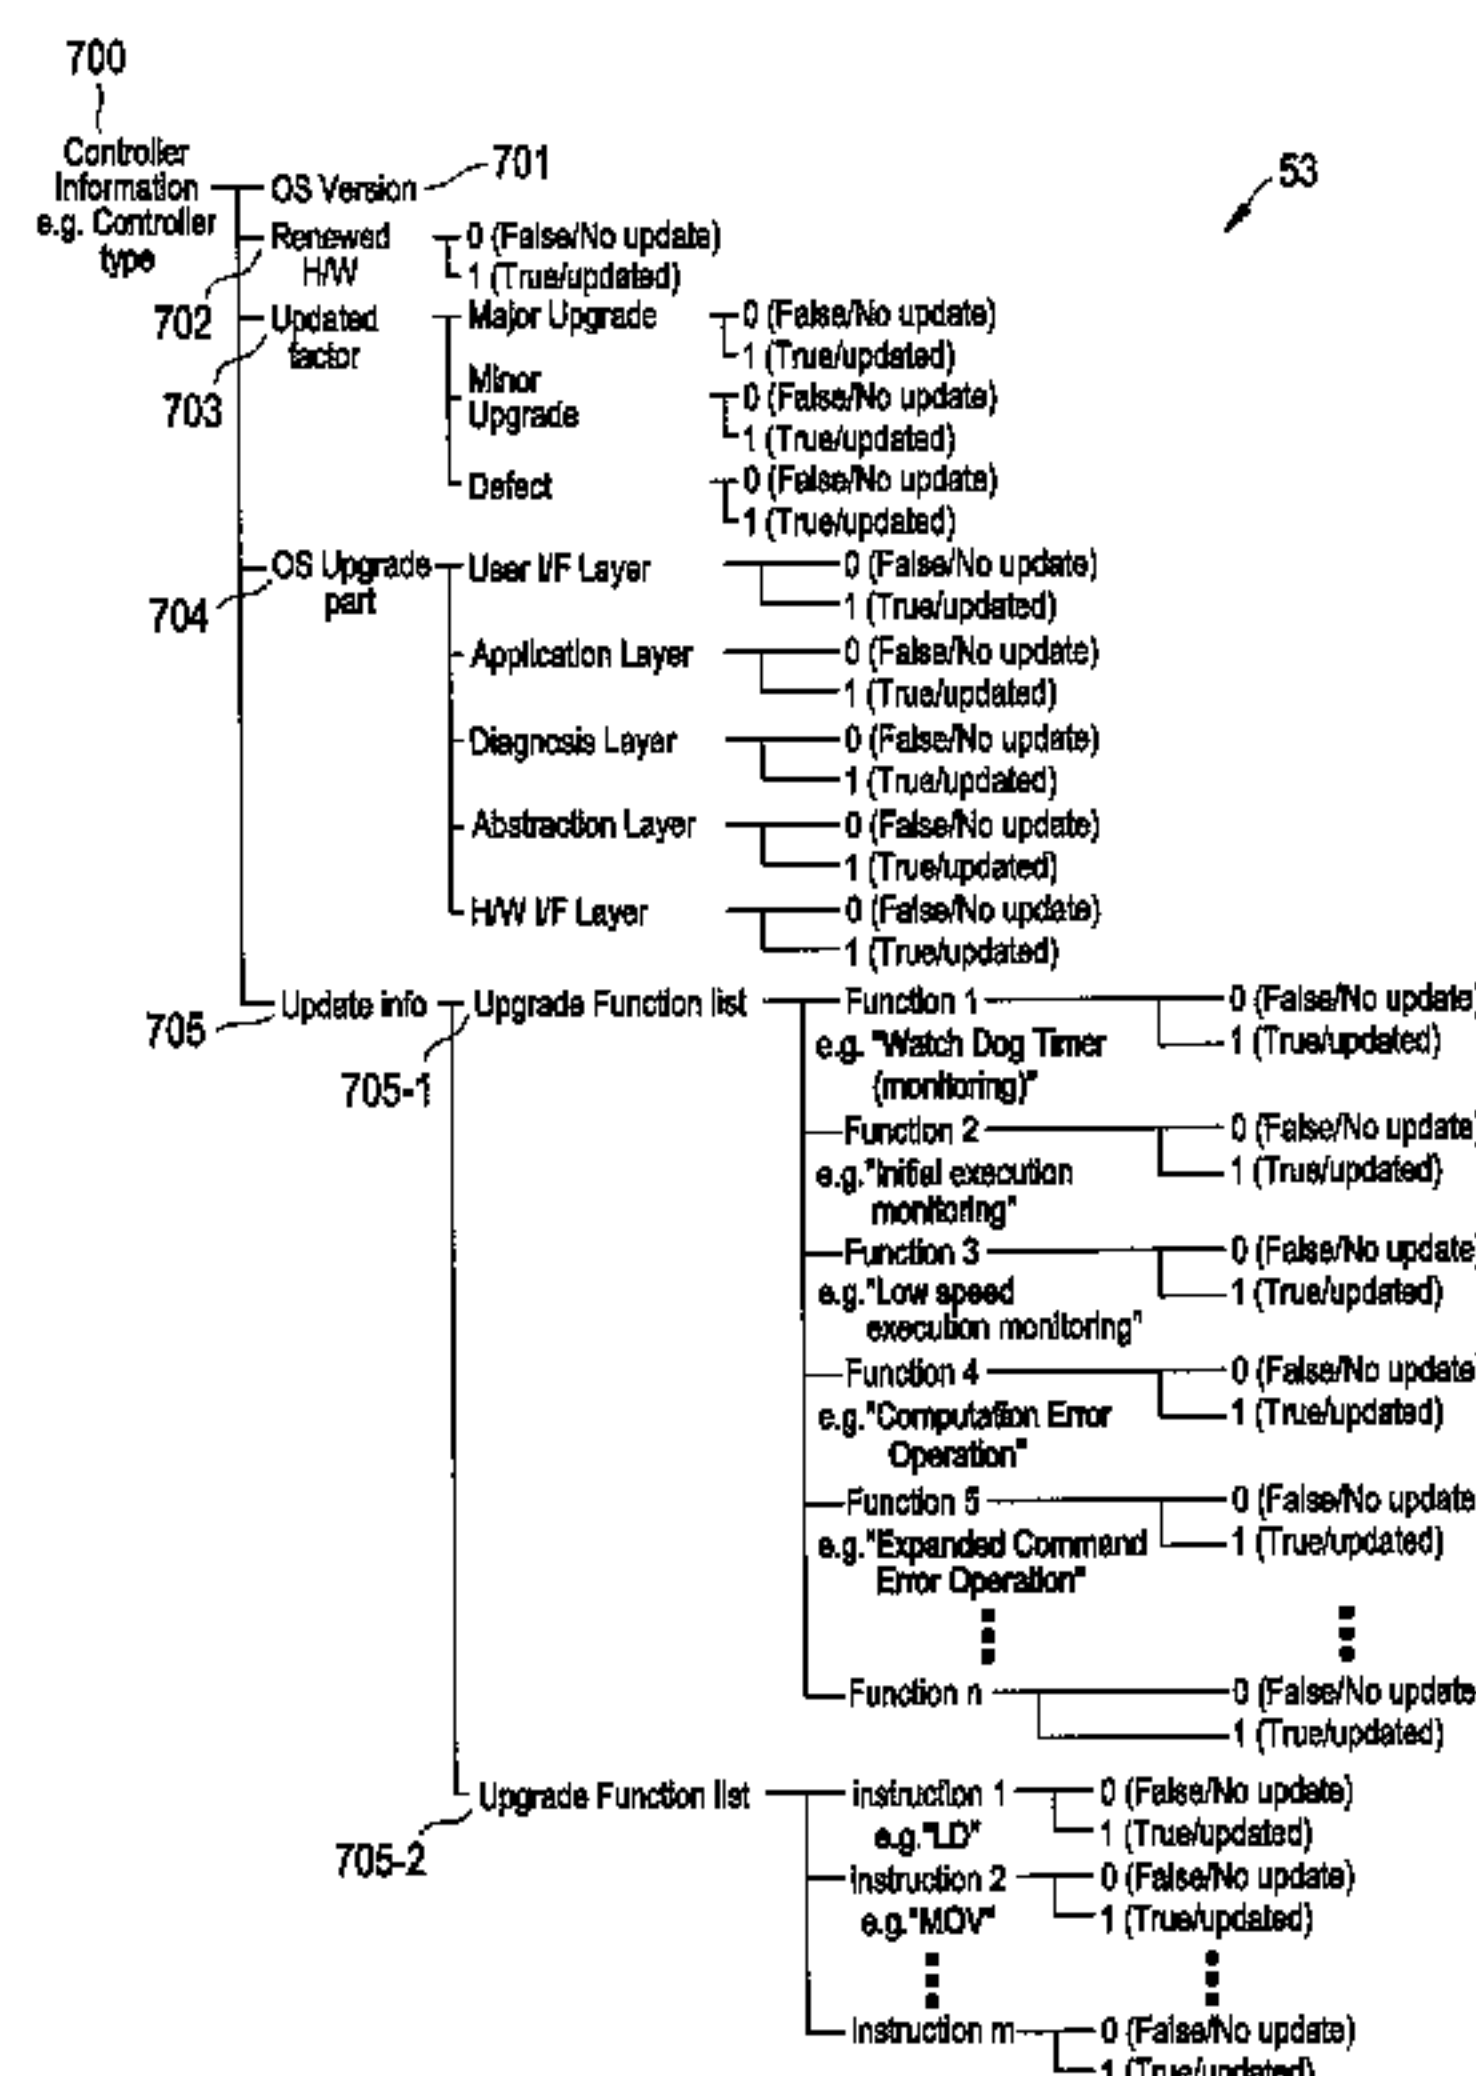 700
Controller
Information
e.g. Controller
type
OS Version
701
53
Renewed
H/W
0 (False/No update)
1 (True/updated)
702
Updated
factor
Major Upgrade
0 (False/No update)
1 (True/updated)
703
Minor
Upgrade
0 (False/No update)
1 (True/updated)
Defect
0 (False/No update)
1 (True/updated)
OS Upgrade
part
704
User I/F Layer
0 (False/No update)
1 (True/updated)
Application Layer
0 (False/No update)
1 (True/updated)
Diagnosis Layer
0 (False/No update)
1 (True/updated)
Abstraction Layer
0 (False/No update)
1 (True/updated)
H/W I/F Layer
0 (False/No update)
1 (True/updated)
705
Update info
Upgrade Function list
705-1
Function 1
e.g. "Watch Dog Timer
(monitoring)"
0 (False/No update)
1 (True/updated)
Function 2
e.g."Initial execution
monitoring"
0 (False/No update)
1 (True/updated)
Function 3
e.g."Low speed
execution monitoring"
0 (False/No update)
1 (True/updated)
Function 4
e.g."Computation Error
Operation"
0 (False/No update
1 (True/updated)
Function 5
e.g."Expanded Command
Error Operation"
0 (False/No update
1 (True/updated)
Function n
0 (False/No update
1 (True/updated)
Upgrade Function list
705-2
instruction 1
e.g."LD"
0 (False/No update)
1 (True/updated)
instruction 2
e.g."MOV"
0 (False/No update)
1 (True/updated)
Instruction m
0 (False/No update)
1 (True/updated)